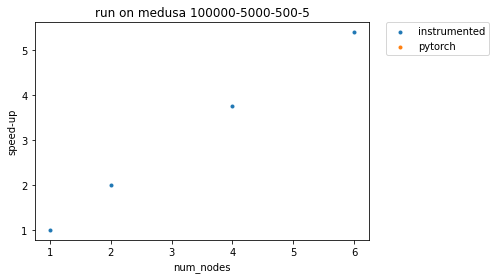 run on medusa 100000-5000-500-5
instrumented
pytorch
5
4
3
2
1
speed-up
1
2
3
4
5
6
num_nodes